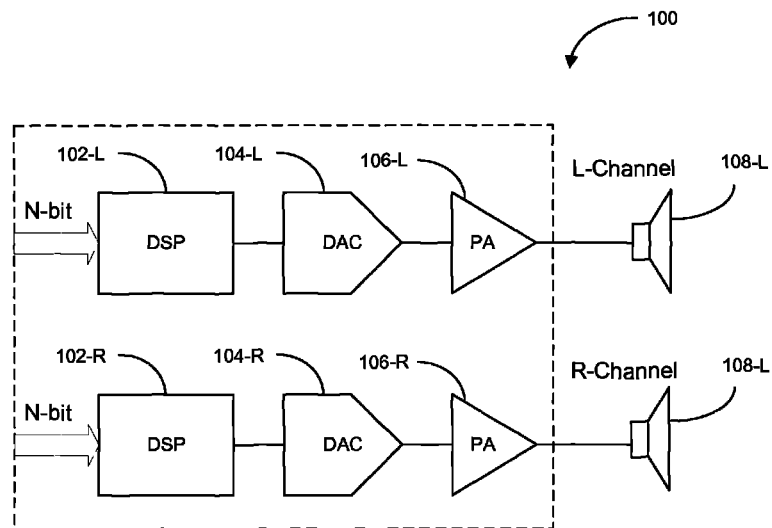 100
102-L
104-L
106-L
L-Channel
108-L
N-bit
DSP
DAC
PA
102-R
104-R
106-R
R-Channel
108-L
N-bit
DSP
DAC
PA